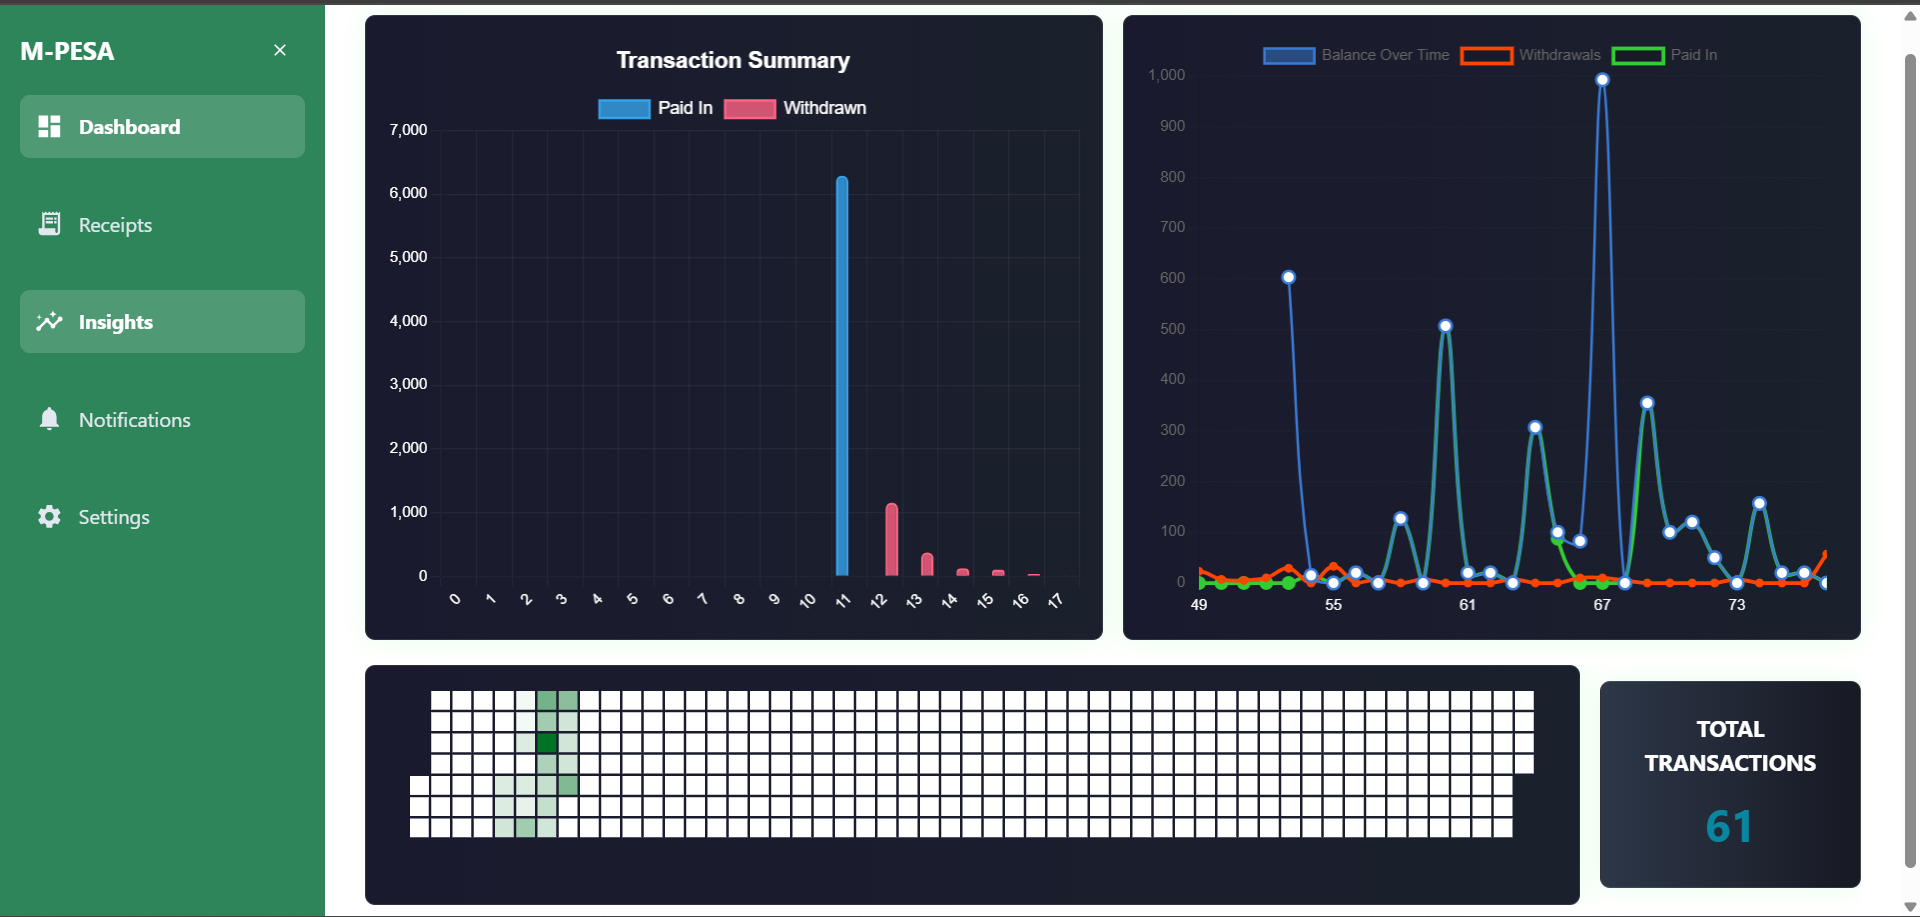 M-PESA
Dashboard
Receipts
Insights
Notifications
Settings
Transaction Summary
Paid In Withdrawn
7,000
6,000
5,000
4,000
3,000
2,000
1,000
0
0 1 2 3 4 5 6 7 8 9 10 11 12 13 14 15 16 17
Balance Over Time Withdrawals Paid In
1,000
900
800
700
600
500
400
300
200
100
0
49 55 61 67 73
TOTAL
TRANSACTIONS
61